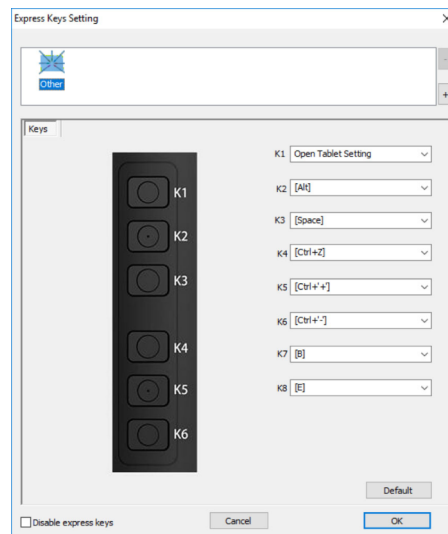 Express Keys Setting
Other
Keys
K1 Open Tablet Setting
K2 [Alt]
K3 [Space]
K4 [Ctrl+Z]
K5 [Ctrl+'+']
K6 [Ctrl+'-']
K7 [B]
K8 [E]
K1
K2
K3
K4
K5
K6
Default
Disable express keys
Cancel
OK